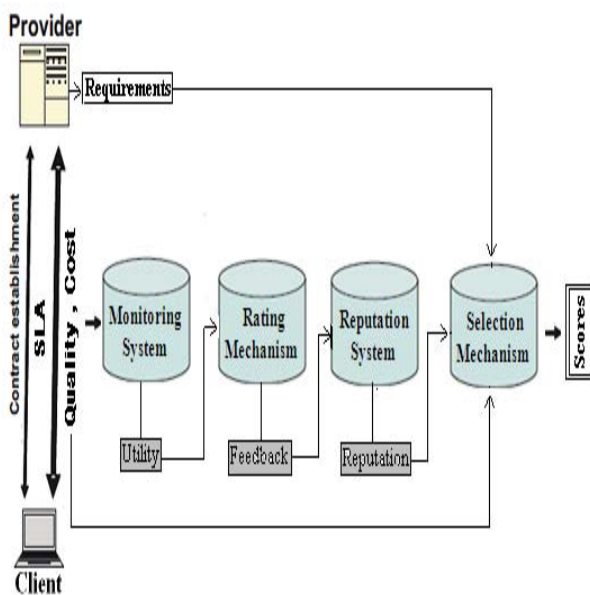 Provider
Requirements
Contract establishment
SLA
Quality , Cost
Monitoring
System
Rating
Mechanism
Reputation
System
Selection
Mechanism
Scores
Utility
Feedback
Reputation
Client